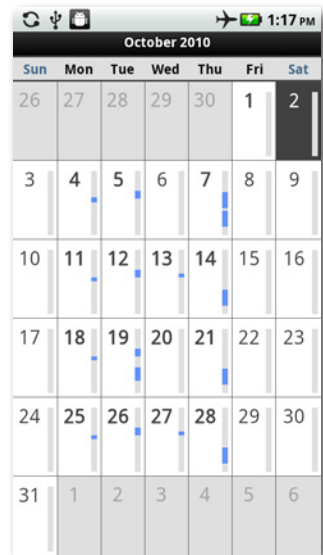 1:17 PM
October 2010
Sun Mon Tue Wed Thu Fri Sat
26 27 28 29 30 1 2
3 4 5 6 7 8 9
10 11 12 13 14 15 16
17 18 19 20 21 22 23
24 25 26 27 28 29 30
31 1 2 3 4 5 6